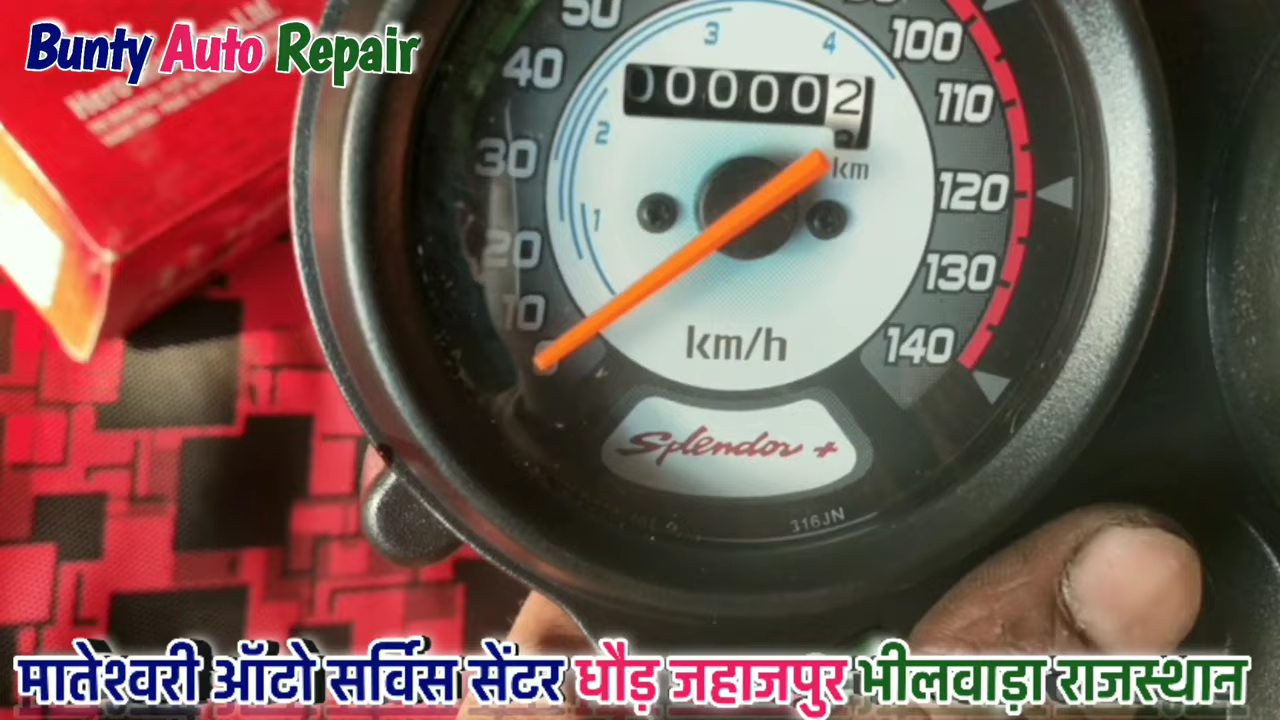 Bunty Auto Repair
50
3
4
100
40
000002
110
2
30
km
120
1
20
130
10
km/h
140
0
Splendor +
316JN
मातेश्वरी ऑटो सर्विस सेंटर घौड़ जहाजपुर भीलवाड़ा राजस्थान